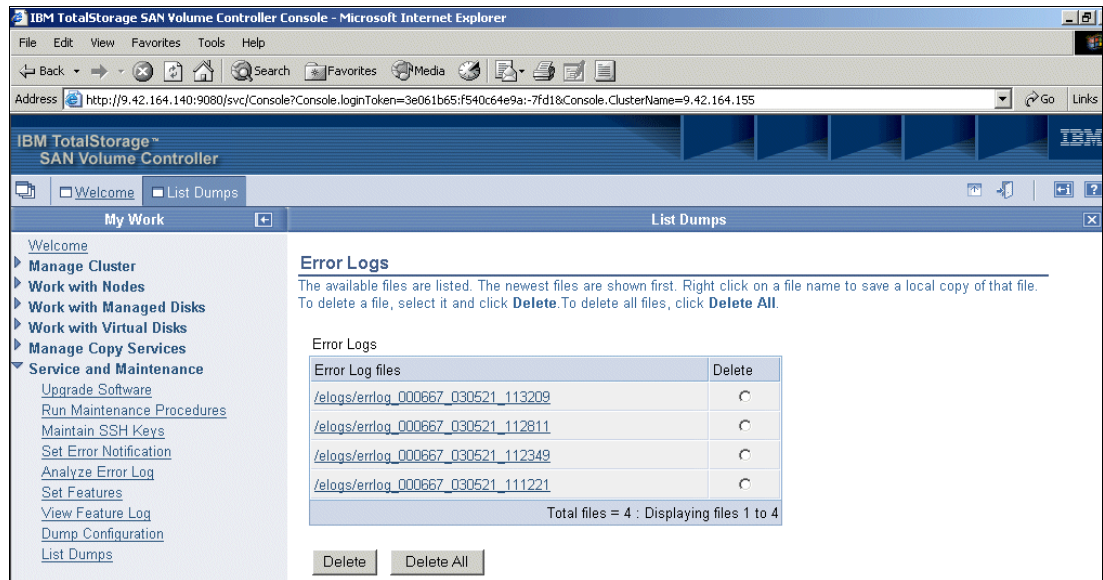 IBM TotalStorage SAN Volume Controller Console - Microsoft Internet Explorer
File Edit View Favorites Tools Help
Back Search Favorites Media
Address http://9.42.164.140:9080/svc/Console?Console.loginToken=3e061b65:f540c64e9a:-7fd1&Console.ClusterName=9.42.164.155 Go Links
IBM TotalStorage™
SAN Volume Controller
IBM
Welcome List Dumps
My Work
List Dumps
Welcome
Manage Cluster
Work with Nodes
Work with Managed Disks
Work with Virtual Disks
Manage Copy Services
Service and Maintenance
Upgrade Software
Run Maintenance Procedures
Maintain SSH Keys
Set Error Notification
Analyze Error Log
Set Features
View Feature Log
Dump Configuration
List Dumps
Error Logs
The available files are listed. The newest files are shown first. Right click on a file name to save a local copy of that file.
To delete a file, select it and click Delete.To delete all files, click Delete All.
Error Logs
Error Log files Delete
/elogs/errlog_000667_030521_113209
/elogs/errlog_000667_030521_112811
/elogs/errlog_000667_030521_112349
/elogs/errlog_000667_030521_111221
Total files = 4 : Displaying files 1 to 4
Delete Delete All